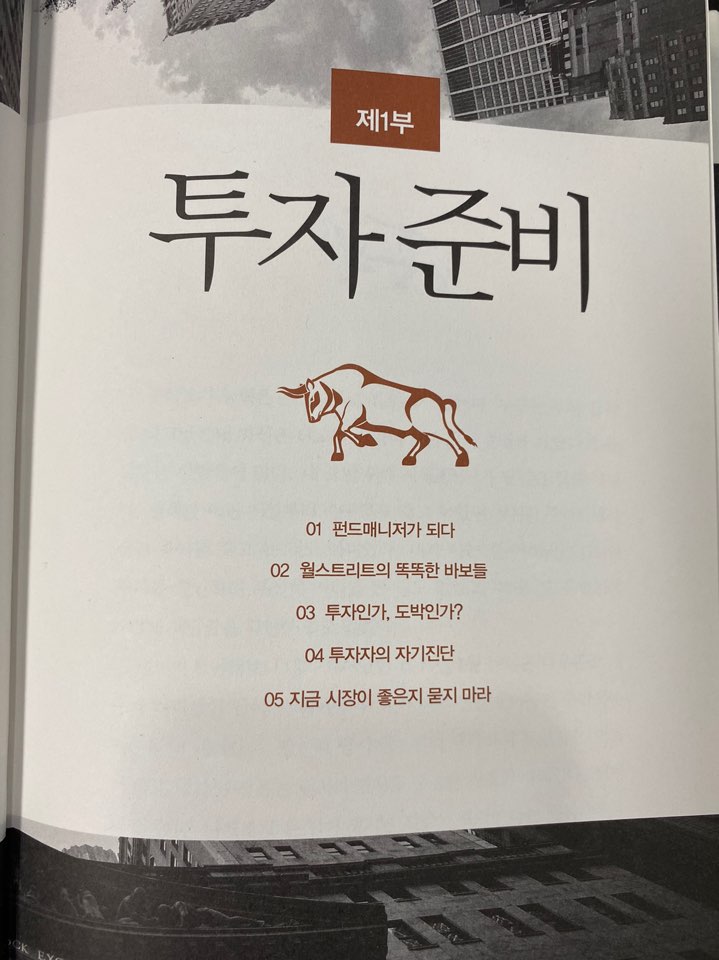 제1부
투자 준비
01 펀드매니저가 되다
02 월스트리트의 똑똑한 바보들
03 투자인가, 도박인가?
04 투자자의 자기진단
05 지금 시장이 좋은지 묻지 마라
OCK EXC